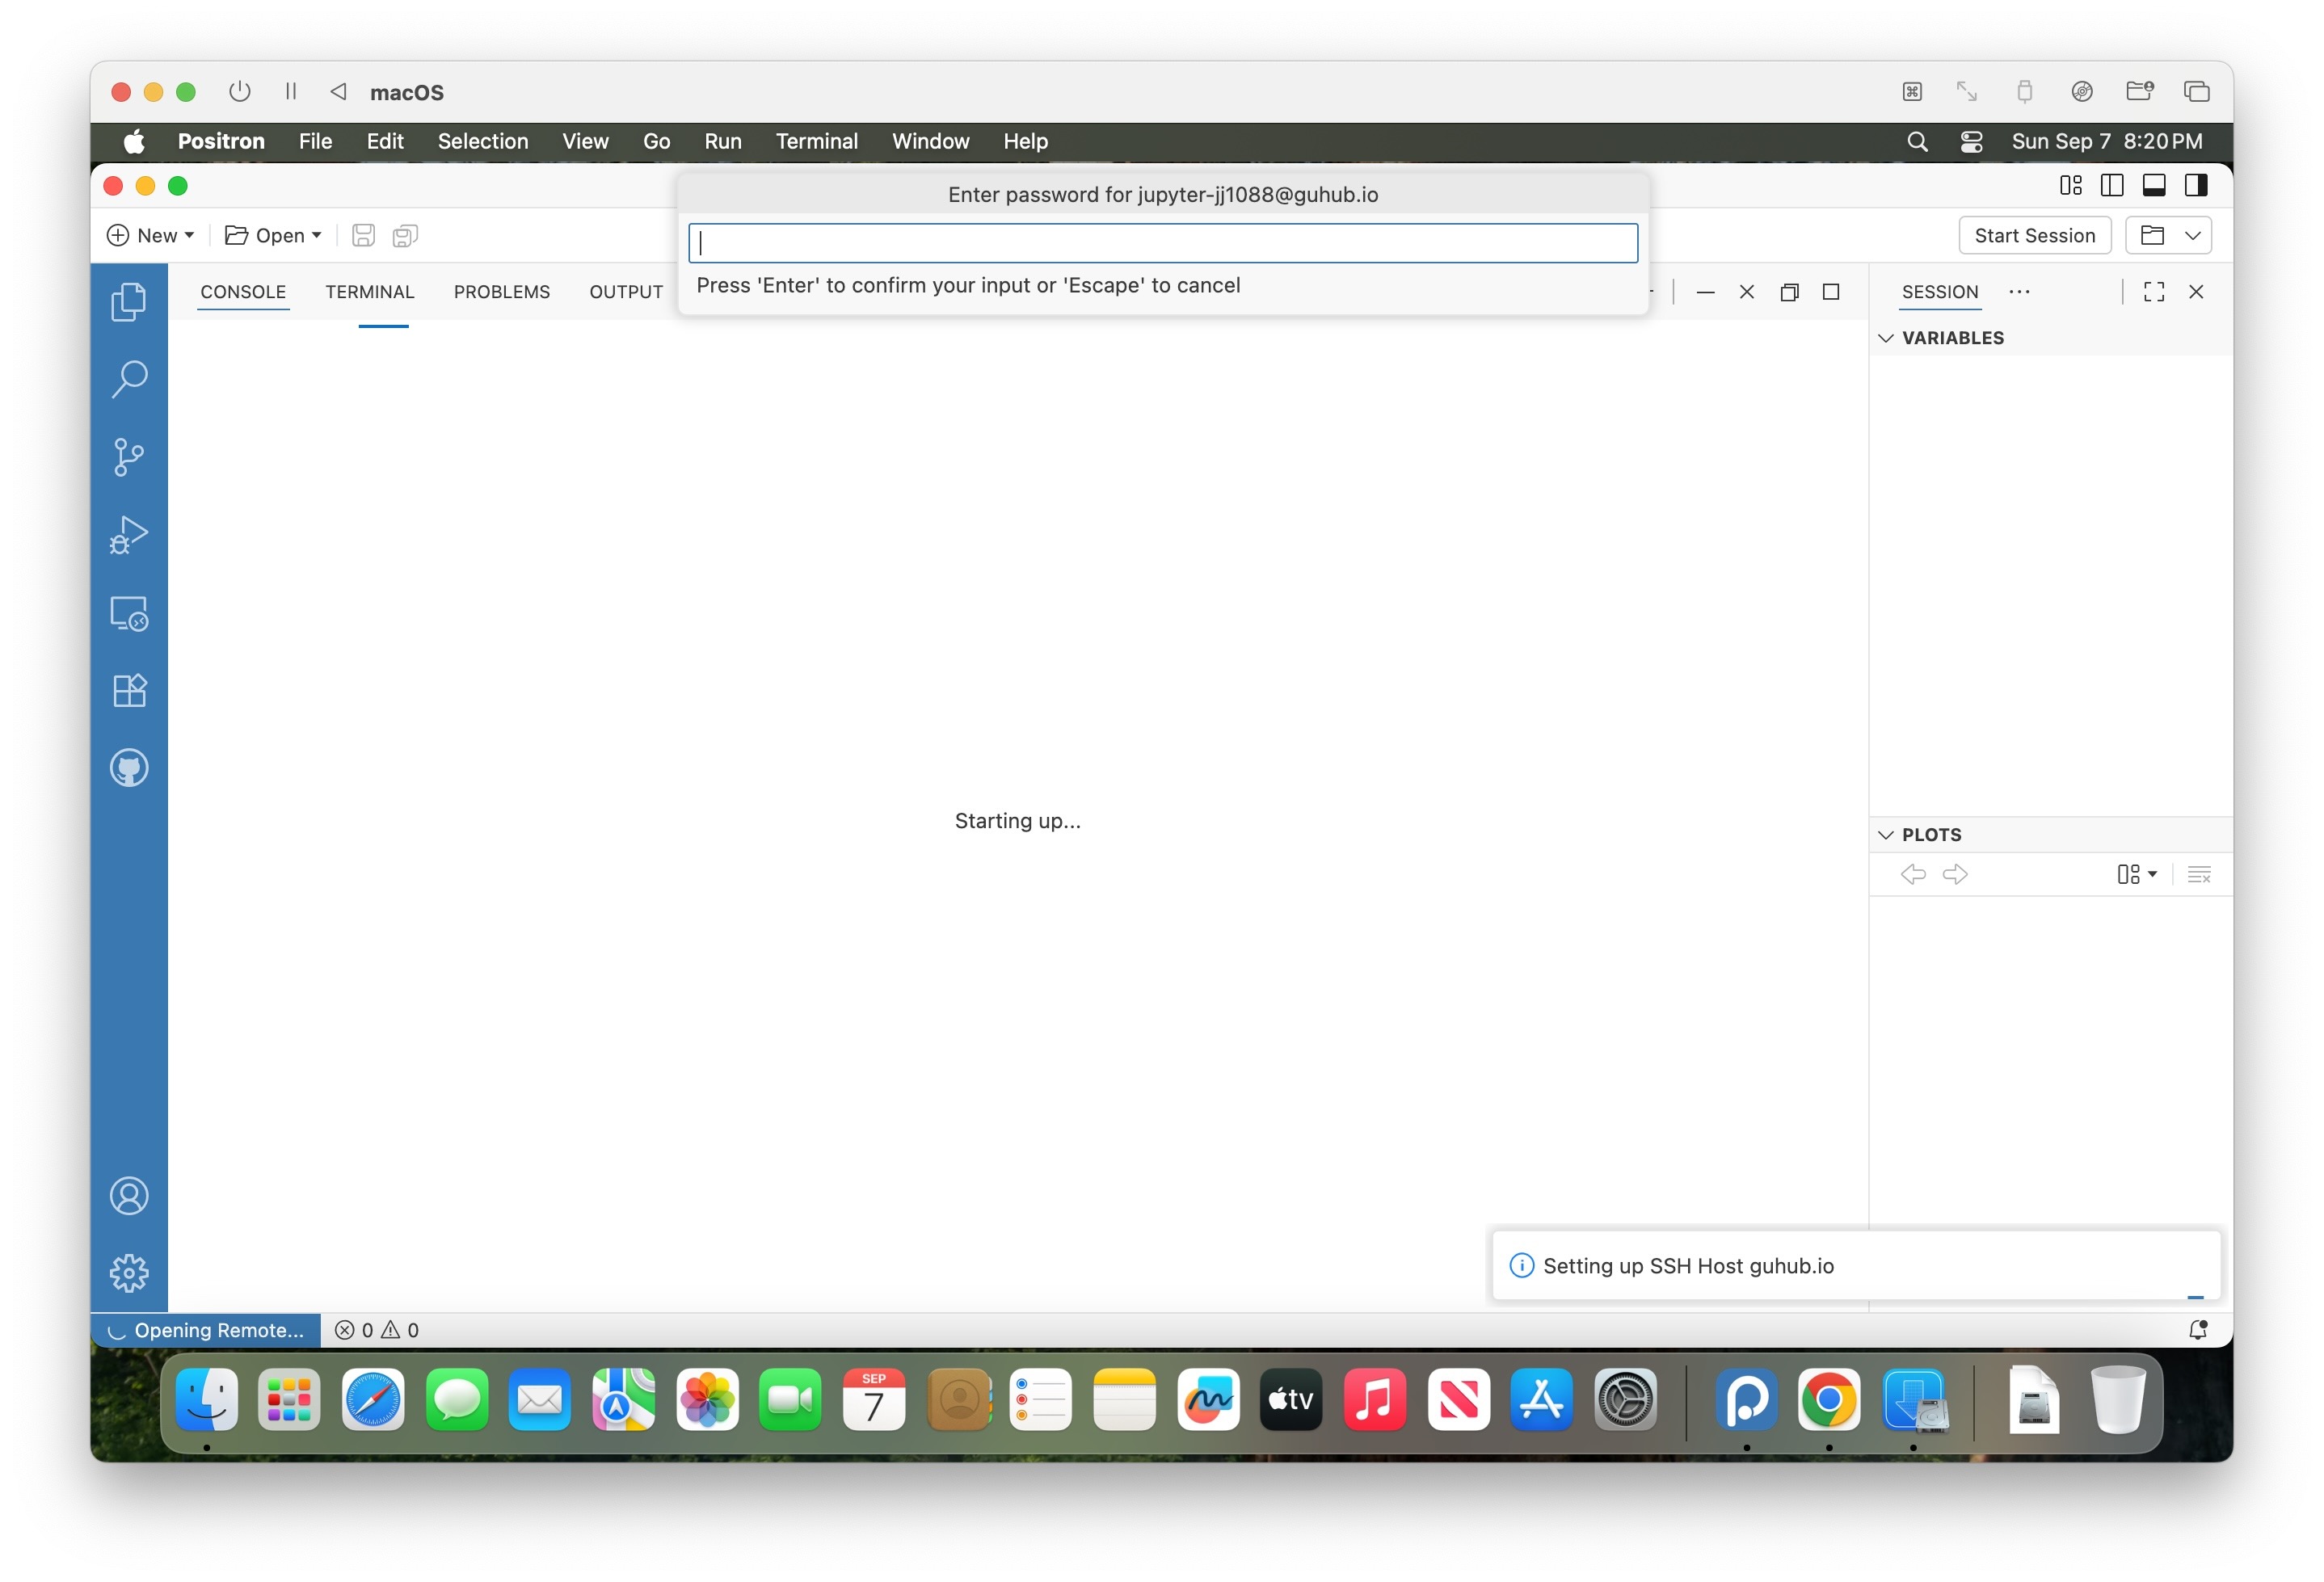 macOS
Positron File Edit Selection View Go Run Terminal Window Help Sun Sep 7 8:20 PM
Enter password for jupyter-jj1088@guhub.io
New Open Start Session
Press 'Enter' to confirm your input or 'Escape' to cancel
CONSOLE TERMINAL PROBLEMS OUTPUT SESSION
VARIABLES
Starting up...
PLOTS
Setting up SSH Host guhub.io
Opening Remote... 0 0
SEP
7
tv